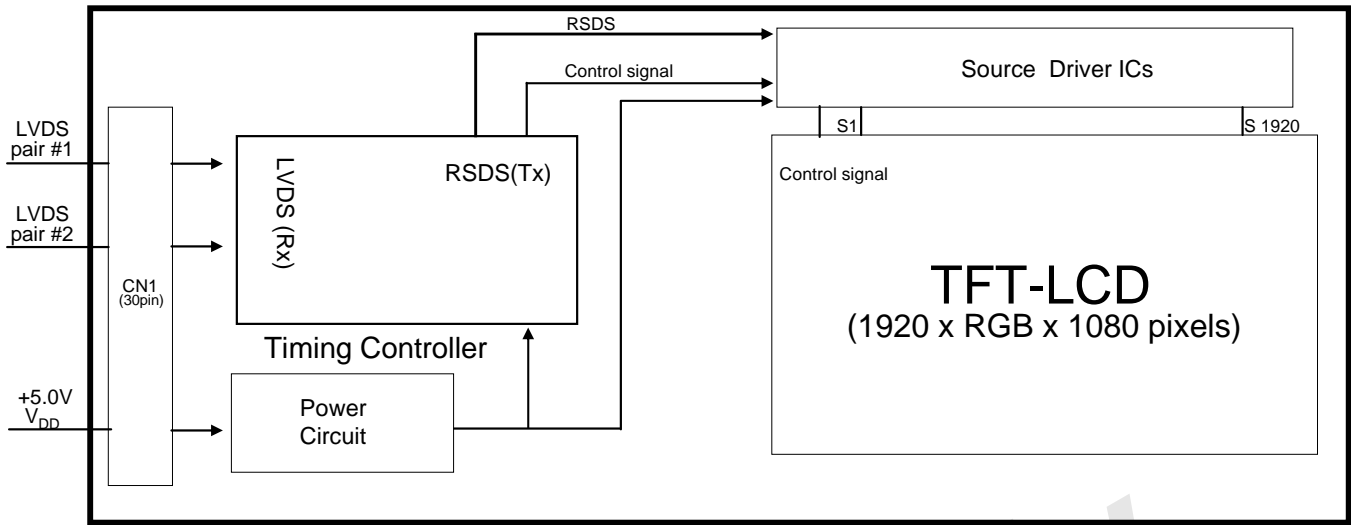 RSDS
Control signal
Source Driver ICs
LVDS
pair #1
S1
S 1920
LVDS (Rx)
RSDS(Tx)
Control signal
LVDS
pair #2
CN1
(30pin)
TFT-LCD
(1920 x RGB x 1080 pixels)
Timing Controller
+5.0V
VDD
Power
Circuit